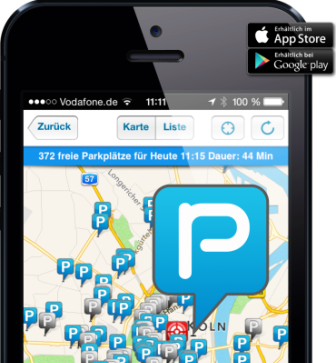 Erhältlich im
App Store
Erhältlich bei
Google play
Vodafone.de
11:11
100 %
Zurück
Karte
Liste
372 freie Parkplätze für Heute 11:15 Dauer: 44 Min
57
Longericher
P
KÖLN